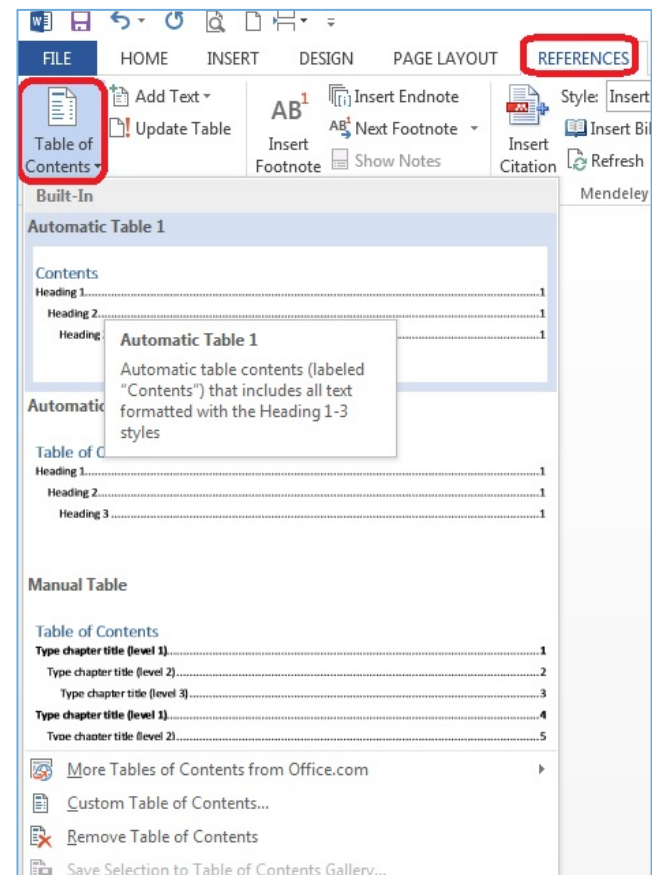 FILE HOME INSERT DESIGN PAGE LAYOUT REFERENCES
Table of Contents
Add Text
Update Table
AB1
Insert Footnote
Insert Endnote
AB1 Next Footnote
Show Notes
Insert Citation
Style: Insert
Insert
Refresh
Mendeley
Built-In
Automatic Table 1
Contents
Heading 1...1
Heading 2...1
Heading ...1
Automatic Table 1
Automatic table contents (labeled
“Contents”) that includes all text
formatted with the Heading 1-3
styles
Automatic
Table of
Heading 1...1
Heading 2...1
Heading 3...1
Manual Table
Table of Contents
Type chapter title (level 1)...1
Type chapter title (level 2)...2
Type chapter title (level 3)...3
Type chapter title (level 1)...4
Type chapter title (level 2)...5
More Tables of Contents from Office.com
Custom Table of Contents...
Remove Table of Contents
Save Selection to Table of Contents Gallery...